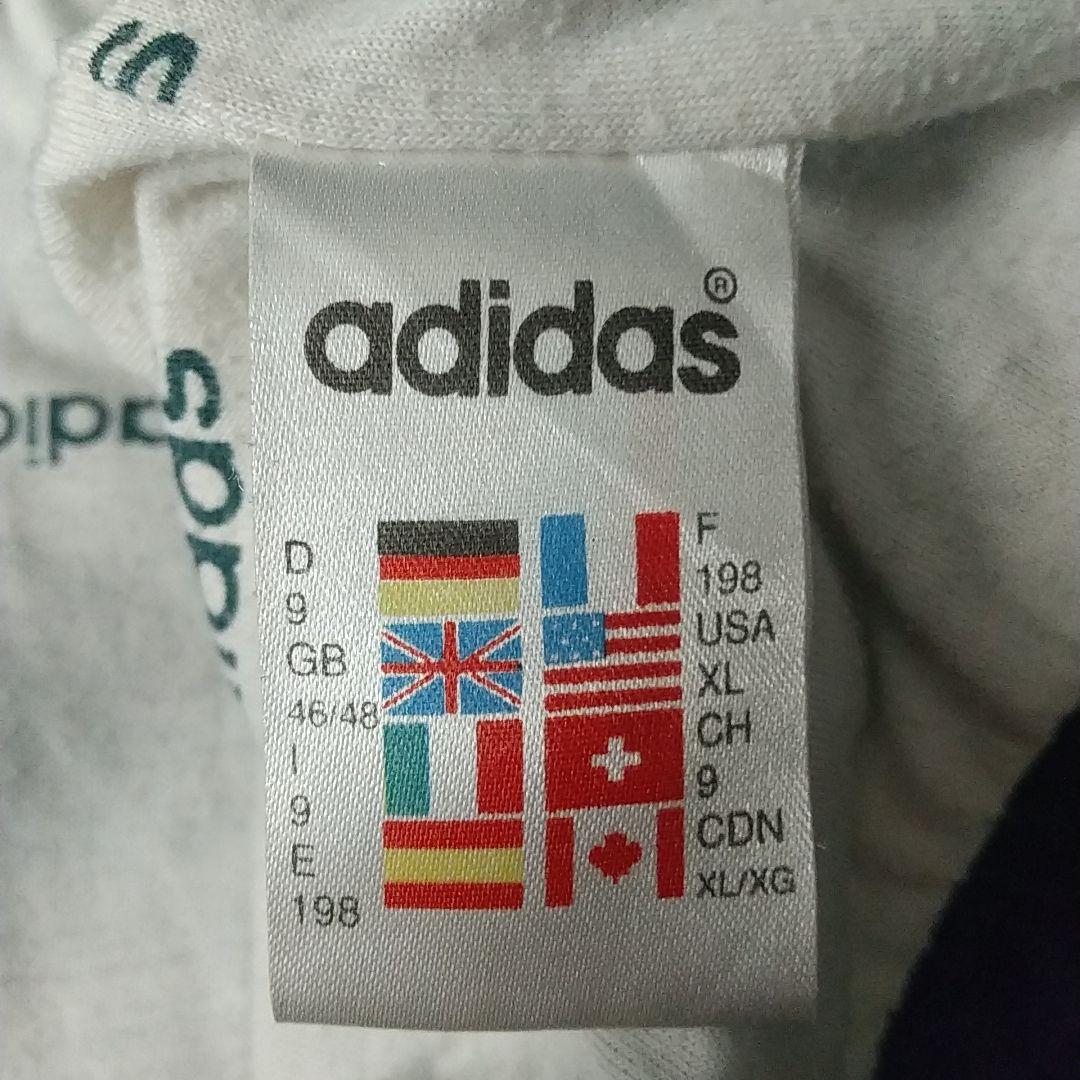 adidas®
D
9
GB
46/48
I
9
E
198
F
198
USA
XL
CH
9
CDN
XL/XG